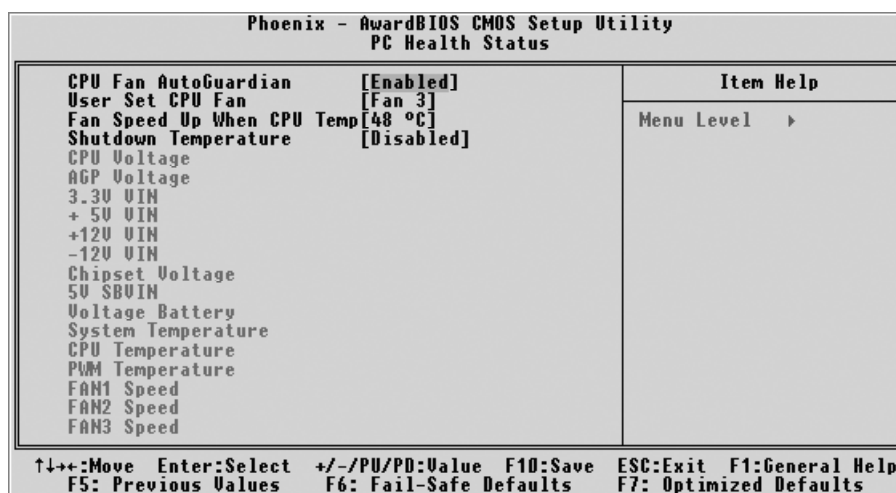 Phoenix - AwardBIOS CMOS Setup Utility
PC Health Status
CPU Fan AutoGuardian [Enabled]
User Set CPU Fan [Fan 3]
Fan Speed Up When CPU Temp[48 ºC]
Shutdown Temperature [Disabled]
CPU Voltage
AGP Voltage
3.3V VIN
+ 5V VIN
+12V VIN
-12V VIN
Chipset Voltage
5V SBVIN
Voltage Battery
System Temperature
CPU Temperature
PWM Temperature
FAN1 Speed
FAN2 Speed
FAN3 Speed
Item Help
Menu Level ▸
↑↓→←:Move Enter:Select +/-/PU/PD:Value F10:Save ESC:Exit F1:General Help
F5: Previous Values F6: Fail-Safe Defaults F7: Optimized Defaults